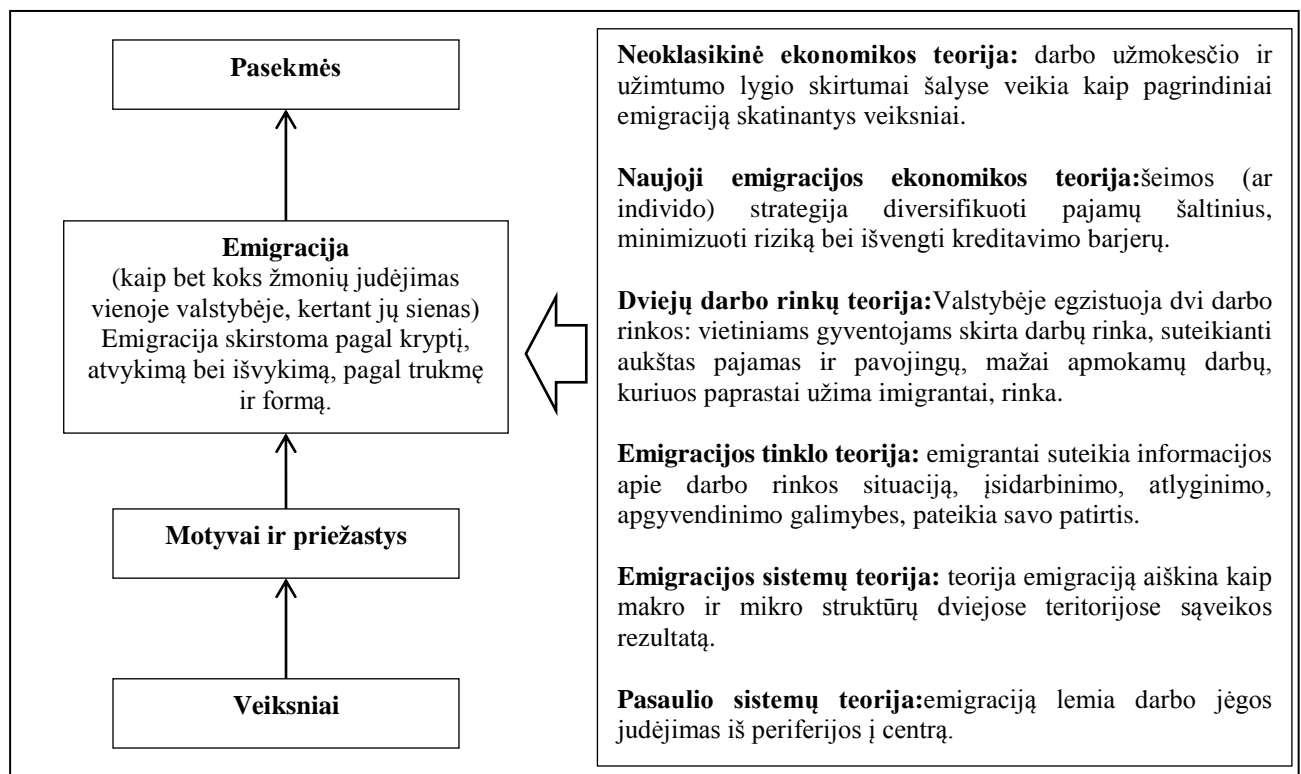 Pasekmės
Emigracija
(kaip bet koks žmonių judėjimas
vienoje valstybėje, kertant jų sienas)
Emigracija skirstoma pagal kryptį,
atvykimą bei išvykimą, pagal trukmę
ir formą.
Motyvai ir priežastys
Veiksniai
Neoklasikinė ekonomikos teorija: darbo užmokesčio ir
užimtumo lygio skirtumai šalyse veikia kaip pagrindiniai
emigraciją skatinantys veiksniai.
Naujoji emigracijos ekonomikos teorija:šeimos (ar
individo) strategija diversifikuoti pajamų šaltinius,
minimizuoti riziką bei išvengti kreditavimo barjerų.
Dviejų darbo rinkų teorija:Valstybėje egzistuoja dvi darbo
rinkos: vietiniams gyventojams skirta darbų rinka, suteikianti
aukštas pajamas ir pavojingų, mažai apmokamų darbų,
kuriuos paprastai užima imigrantai, rinka.
Emigracijos tinklo teorija: emigrantai suteikia informacijos
apie darbo rinkos situaciją, įsidarbinimo, atlyginimo,
apgyvendinimo galimybes, pateikia savo patirtis.
Emigracijos sistemų teorija: teorija emigraciją aiškina kaip
makro ir mikro struktūrų dviejose teritorijose sąveikos
rezultatą.
Pasaulio sistemų teorija:emigraciją lemia darbo jėgos
judėjimas iš periferijos į centrą.